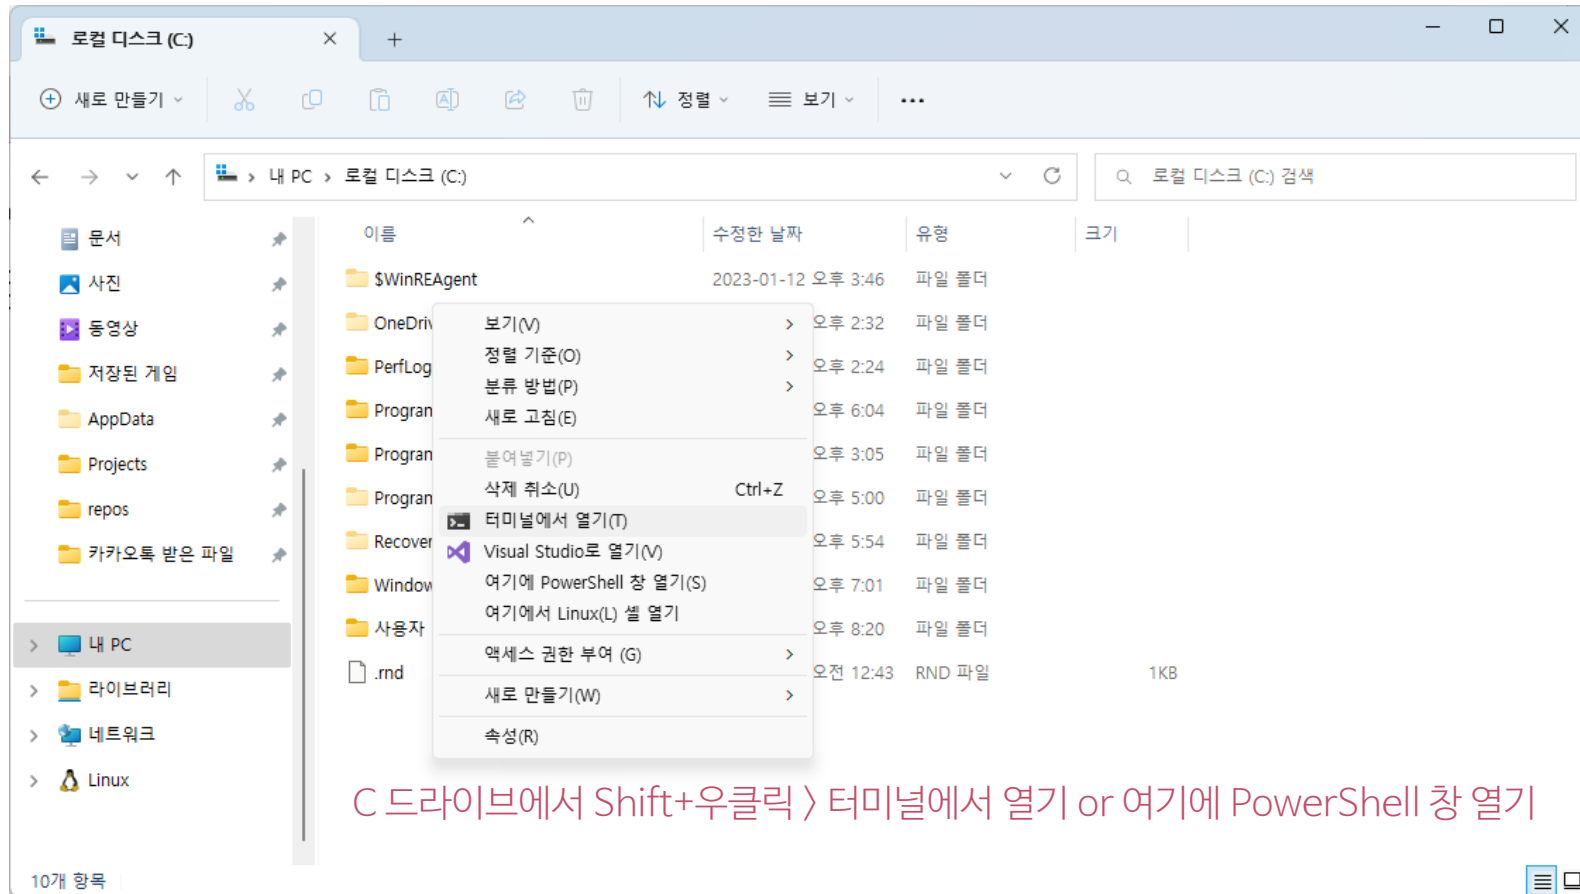 로컬 디스크 (C:)
새로 만들기 정렬 보기
내 PC > 로컬 디스크 (C:) 로컬 디스크 (C:) 검색
이름 수정한 날짜 유형 크기
문서
사진
동영상
저장된 게임
AppData
Projects
repos
카카오톡 받은 파일
내 PC
라이브러리
네트워크
Linux
$WinREAgent 2023-01-12 오후 3:46 파일 폴더
OneDriv 오후 2:32 파일 폴더
PerfLog 오후 2:24 파일 폴더
Program 오후 6:04 파일 폴더
Program 오후 3:05 파일 폴더
Program 오후 5:00 파일 폴더
Recover 오후 5:54 파일 폴더
Window 오후 7:01 파일 폴더
사용자 오후 8:20 파일 폴더
.rnd 오전 12:43 RND 파일 1KB
보기(V)
정렬 기준(O)
분류 방법(P)
새로 고침(E)
붙여넣기(P)
삭제 취소(U) Ctrl+Z
터미널에서 열기(T)
Visual Studio로 열기(V)
여기에 PowerShell 창 열기(S)
여기에서 Linux(L) 셸 열기
액세스 권한 부여 (G)
새로 만들기(W)
속성(R)
C 드라이브에서 Shift+우클릭 > 터미널에서 열기 or 여기에 PowerShell 창 열기
10개 항목